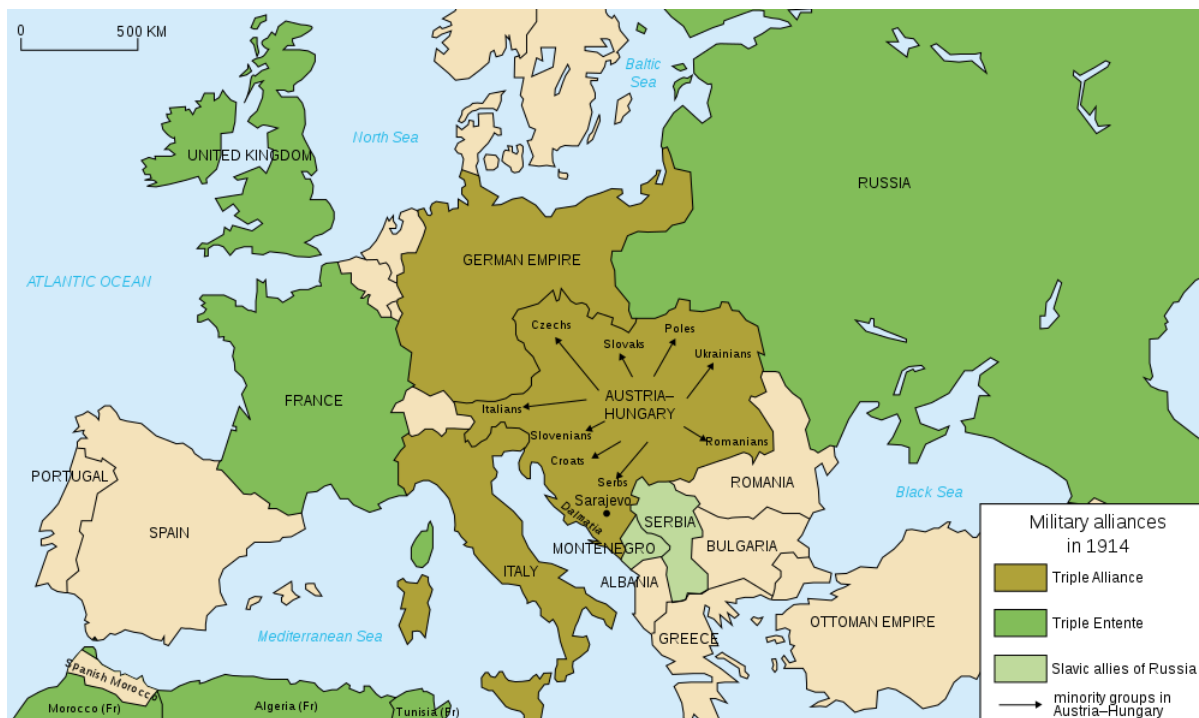 0 500 KM
Baltic
Sea
North Sea
UNITED KINGDOM
RUSSIA
GERMAN EMPIRE
ATLANTIC OCEAN
Czechs
Poles
Slovaks
Ukrainians
AUSTRIA–
HUNGARY
FRANCE
Italians
Slovenians
Romanians
Croats
Serbs
PORTUGAL
ROMANIA
Black Sea
Sarajevo
SPAIN
Dalmatia
SERBIA
MONTENEGRO
BULGARIA
ITALY
ALBANIA
OTTOMAN EMPIRE
Mediterranean Sea
GREECE
Spanish Morocco
Morocco (Fr)
Algeria (Fr)
Tunisia (Fr)
Military alliances
in 1914
Triple Alliance
Triple Entente
Slavic allies of Russia
minority groups in
Austria–Hungary